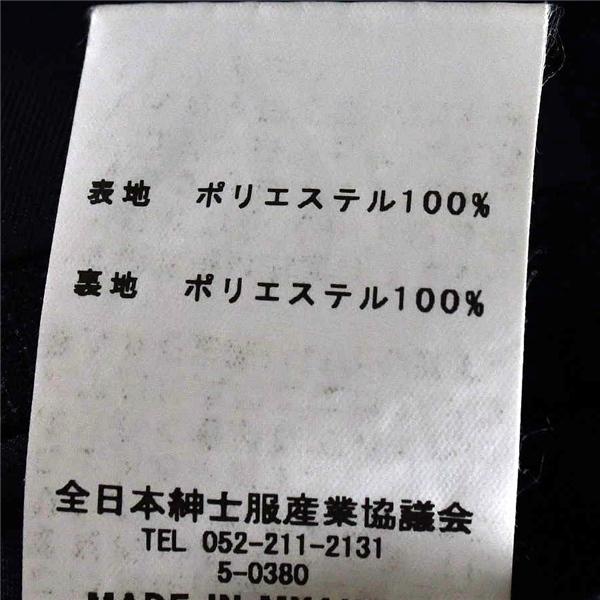 表地 ポリエステル100%
裏地 ポリエステル100%
全日本紳士服産業協議会
TEL 052-211-2131
5-0380
MADE IN